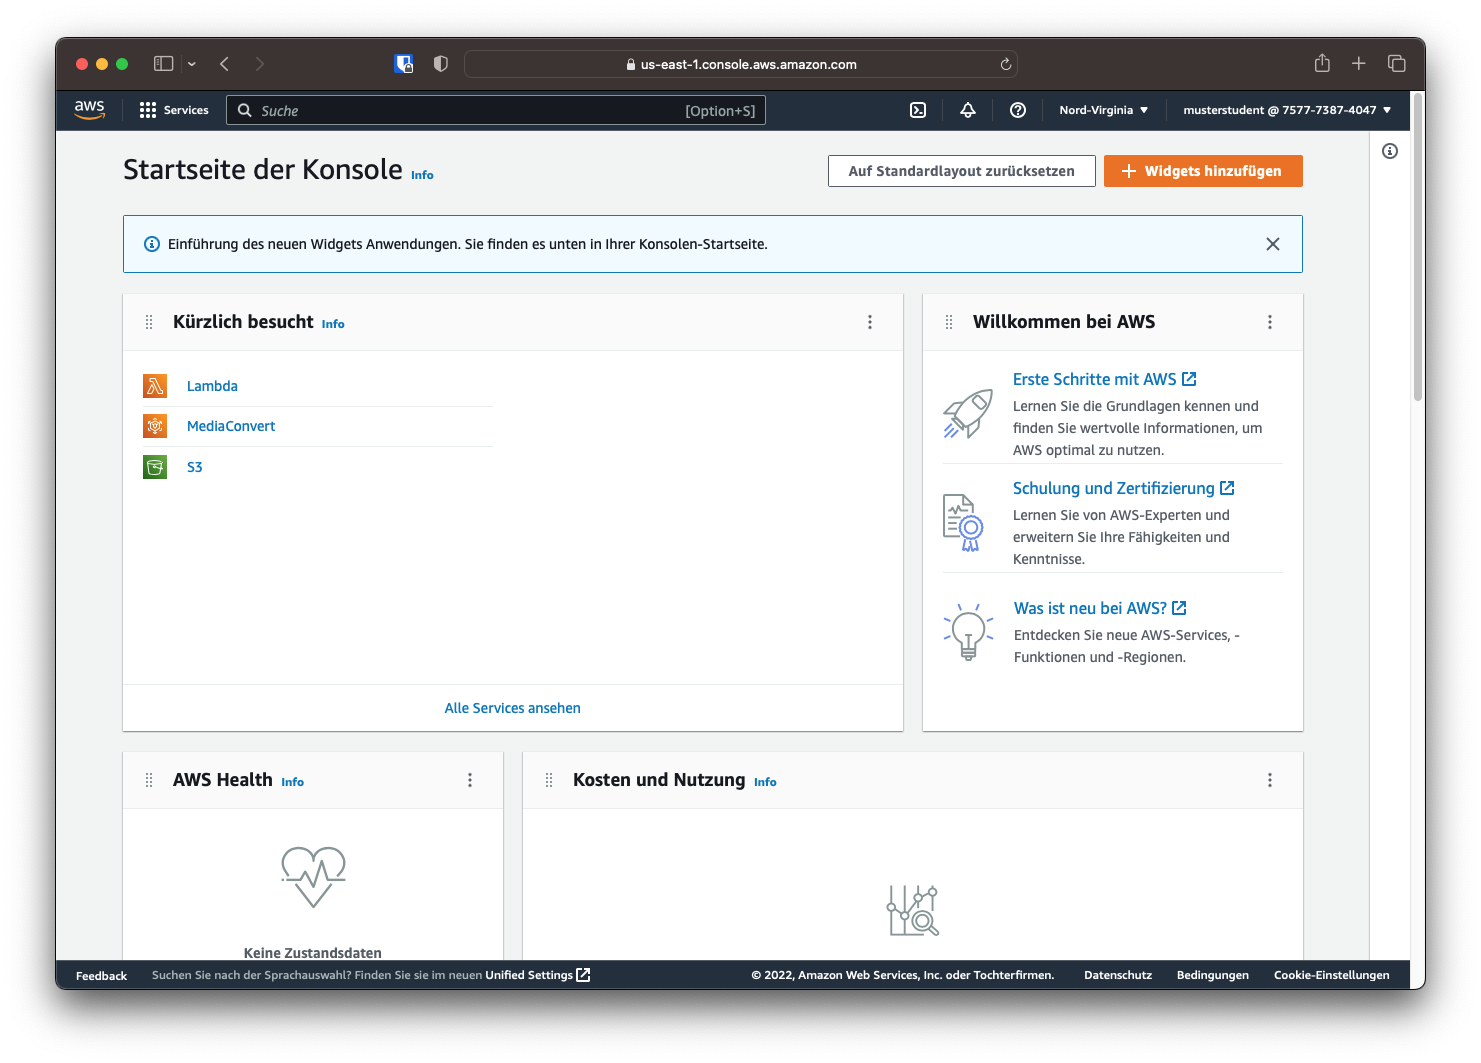 us-east-1.console.aws.amazon.com
aws
Services
Suche
[Option+S]
Nord-Virginia
musterstudent @ 7577-7387-4047
Startseite der Konsole Info
Auf Standardlayout zurücksetzen
Widgets hinzufügen
Einführung des neuen Widgets Anwendungen. Sie finden es unten in Ihrer Konsolen-Startseite.
Kürzlich besucht Info
Lambda
MediaConvert
S3
Alle Services ansehen
Willkommen bei AWS
Erste Schritte mit AWS
Lernen Sie die Grundlagen kennen und
finden Sie wertvolle Informationen, um
AWS optimal zu nutzen.
Schulung und Zertifizierung
Lernen Sie von AWS-Experten und
erweitern Sie Ihre Fähigkeiten und
Kenntnisse.
Was ist neu bei AWS?
Entdecken Sie neue AWS-Services, -
Funktionen und -Regionen.
AWS Health Info
Keine Zustandsdaten
Kosten und Nutzung Info
Feedback
Suchen Sie nach der Sprachauswahl? Finden Sie sie im neuen Unified Settings
© 2022, Amazon Web Services, Inc. oder Tochterfirmen.
Datenschutz
Bedingungen
Cookie-Einstellungen